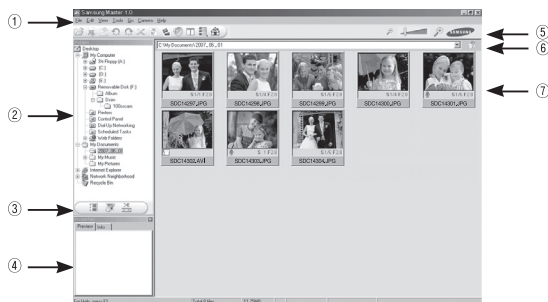 Samsung Master 1.0
File Edit View Tools Go Camera Help
①
SAMSUNG
⑤
C:\My Documents\2007_06_01
⑥
Desktop
My Computer
3½ Floppy (A:)
(C:)
(D:)
(E:)
Removable Disk (F:)
Album
Dcim
100sscam
Printers
Control Panel
Dial-Up Networking
Scheduled Tasks
Web Folders
My Documents
2007_06_01
My Music
My Pictures
Internet Explorer
Network Neighborhood
Recycle Bin
②
SDC14297.JPG SDC14298.JPG SDC14299.JPG SDC14300.JPG SDC14301.JPG
⑦
SDC14302.AVI SDC14303.JPG SDC14304.JPG
③
Preview Info
④